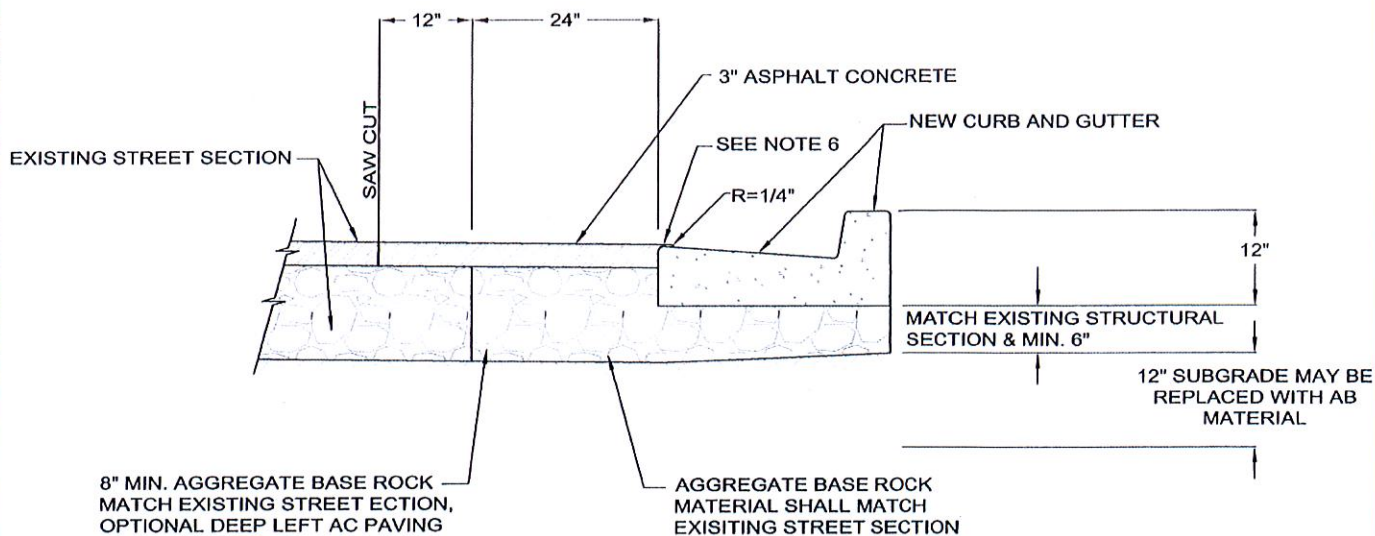 12"
24"
3" ASPHALT CONCRETE
NEW CURB AND GUTTER
SEE NOTE 6
EXISTING STREET SECTION
SAW CUT
R=1/4"
12"
MATCH EXISTING STRUCTURAL
SECTION & MIN. 6"
12" SUBGRADE MAY BE
REPLACED WITH AB
MATERIAL
8" MIN. AGGREGATE BASE ROCK
MATCH EXISTING STREET ECTION,
OPTIONAL DEEP LEFT AC PAVING
AGGREGATE BASE ROCK
MATERIAL SHALL MATCH
EXISITING STREET SECTION